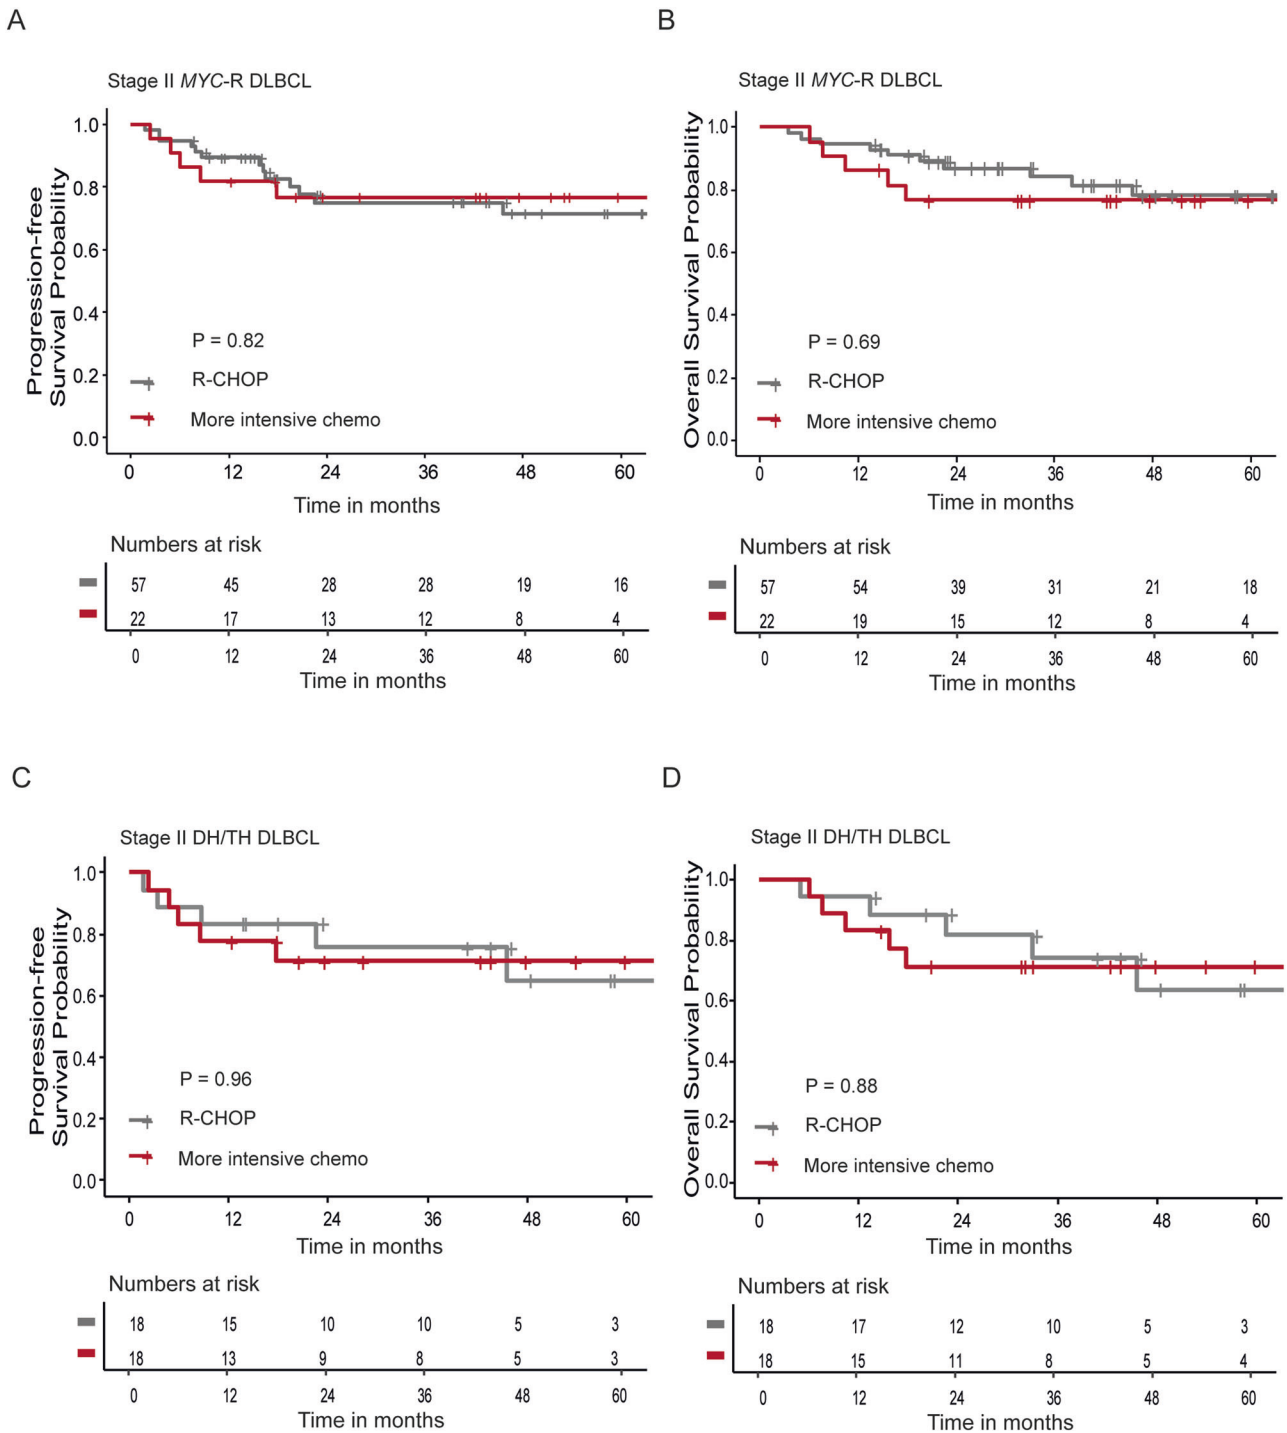 A
Stage II MYC-R DLBCL
Progression-free
Survival Probability
1.0
0.8
0.6
0.4
0.2
0.0
P = 0.82
R-CHOP
More intensive chemo
0 12 24 36 48 60
Time in months
Numbers at risk
57 45 28 28 19 16
22 17 13 12 8 4
0 12 24 36 48 60
Time in months
B
Stage II MYC-R DLBCL
Overall Survival Probability
1.0
0.8
0.6
0.4
0.2
0.0
P = 0.69
R-CHOP
More intensive chemo
0 12 24 36 48 60
Time in months
Numbers at risk
57 54 39 31 21 18
22 19 15 12 8 4
0 12 24 36 48 60
Time in months
C
Stage II DH/TH DLBCL
Progression-free
Survival Probability
1.0
0.8
0.6
0.4
0.2
0.0
P = 0.96
R-CHOP
More intensive chemo
0 12 24 36 48 60
Time in months
Numbers at risk
18 15 10 10 5 3
18 13 9 8 5 3
0 12 24 36 48 60
Time in months
D
Stage II DH/TH DLBCL
Overall Survival Probability
1.0
0.8
0.6
0.4
0.2
0.0
P = 0.88
R-CHOP
More intensive chemo
0 12 24 36 48 60
Time in months
Numbers at risk
18 17 12 10 5 3
18 15 11 8 5 4
0 12 24 36 48 60
Time in months